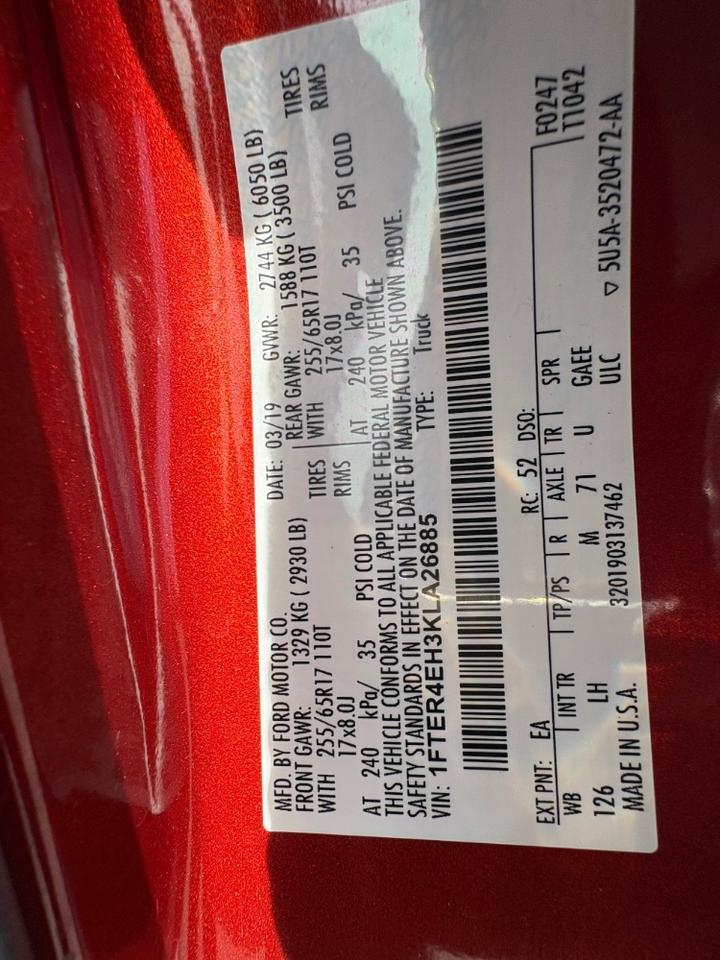 MFD. BY FORD MOTOR CO.
DATE: 03/19 GVWR: 2744 KG ( 6050 LB)
FRONT GAWR: 1329 KG ( 2930 LB) REAR GAWR: 1588 KG ( 3500 LB)
WITH 255/65R17 110T TIRES WITH 255/65R17 110T TIRES
17x8.0J RIMS 17x8.0J RIMS
AT 240 kPa/ 35 PSI COLD AT 240 kPa/ 35 PSI COLD
THIS VEHICLE CONFORMS TO ALL APPLICABLE FEDERAL MOTOR VEHICLE
SAFETY STANDARDS IN EFFECT ON THE DATE OF MANUFACTURE SHOWN ABOVE.
VIN: 1FTER4EH3KLA26885 TYPE: Truck
F0247
T1042
EXT PNT: EA RC: 52 DSO:
WB INT TR TP/PS R AXLE TR SPR
126 LH M 71 U GAEE
MADE IN U.S.A. 3201903137462 ULC ▽ 5U5A-3520472-AA